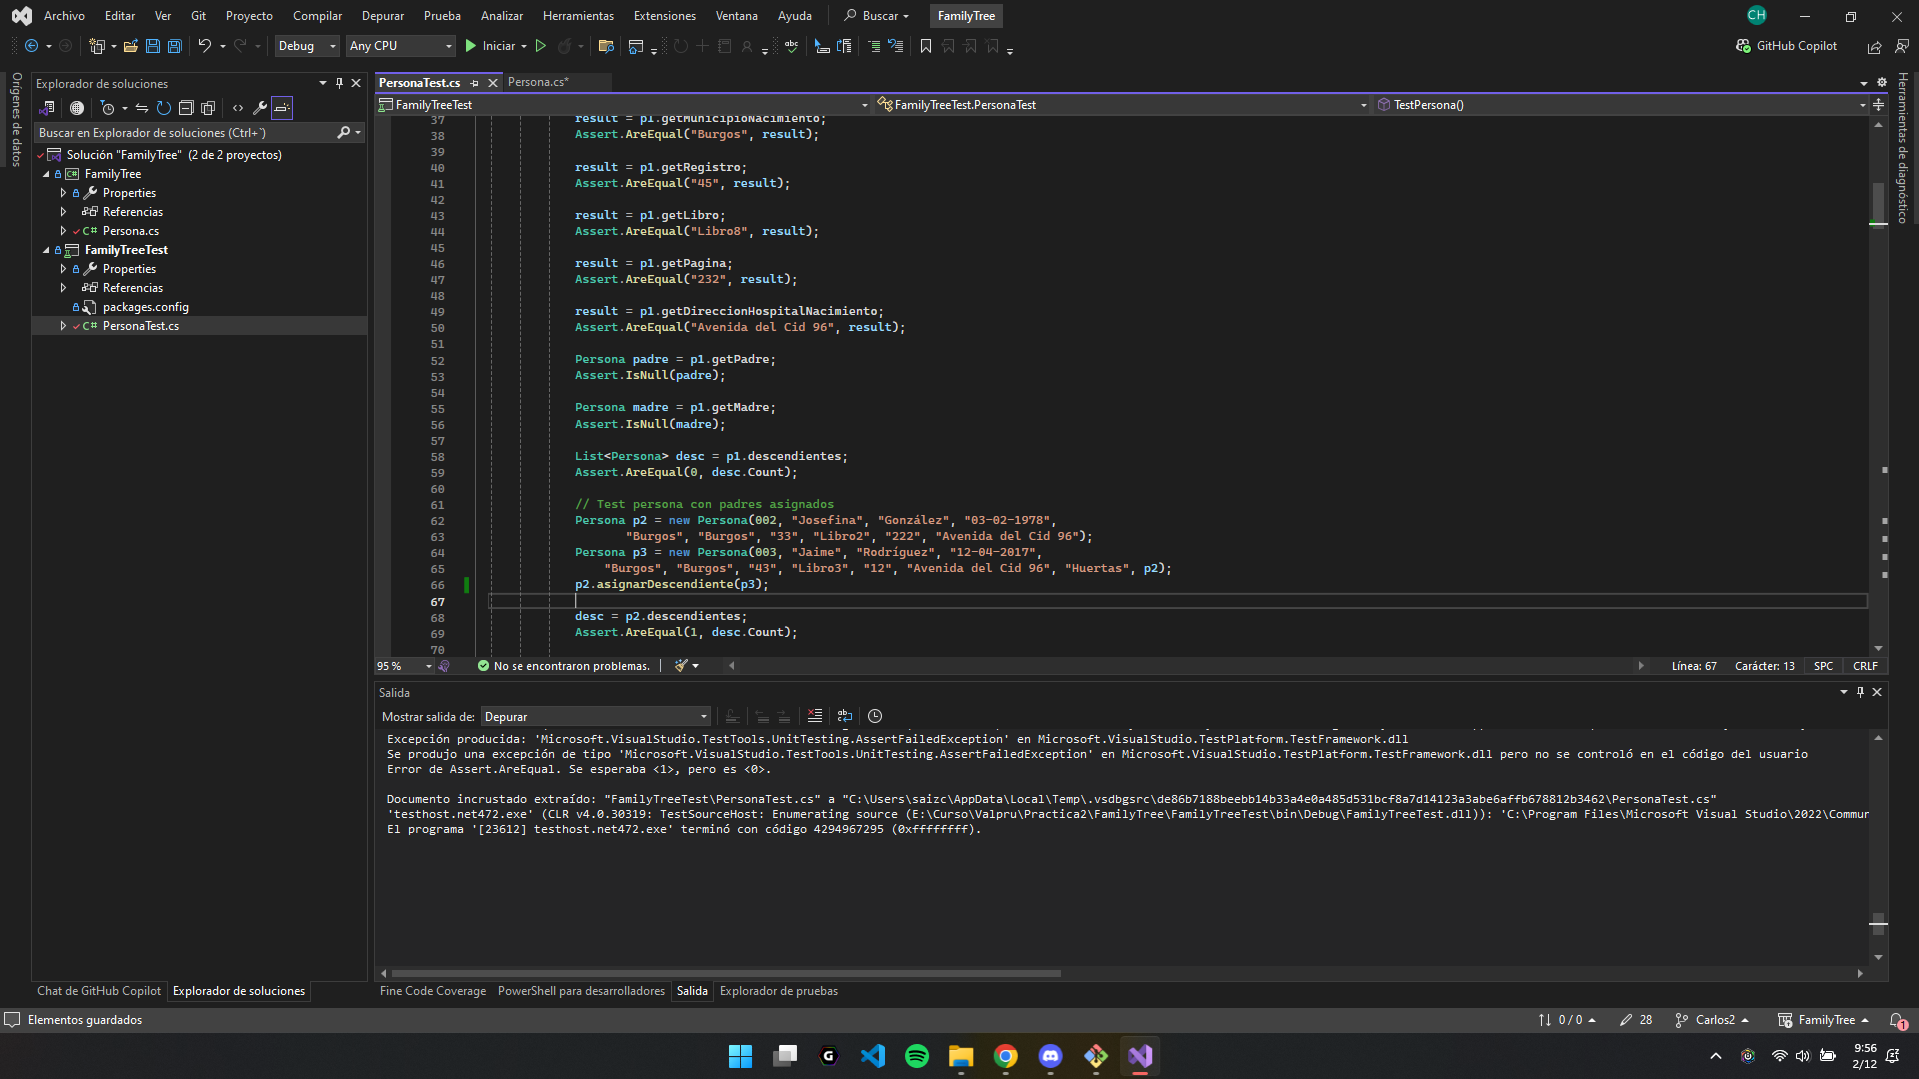 Archivo Editar Ver Git Proyecto Compilar Depurar Prueba Analizar Herramientas Extensiones Ventana Ayuda Buscar FamilyTree CH
Debug Any CPU Iniciar GitHub Copilot
Orígenes de datos
Explorador de soluciones
Buscar en Explorador de soluciones (Ctrl+`)
Solución "FamilyTree" (2 de 2 proyectos)
FamilyTree
Properties
Referencias
C# Persona.cs
FamilyTreeTest
Properties
Referencias
packages.config
C# PersonaTest.cs
PersonaTest.cs Persona.cs*
FamilyTreeTest FamilyTreeTest.PersonaTest TestPersona()
37 result = p1.getMunicipioNacimiento;
38 Assert.AreEqual("Burgos", result);
39
40 result = p1.getRegistro;
41 Assert.AreEqual("45", result);
42
43 result = p1.getLibro;
44 Assert.AreEqual("Libro8", result);
45
46 result = p1.getPagina;
47 Assert.AreEqual("232", result);
48
49 result = p1.getDireccionHospitalNacimiento;
50 Assert.AreEqual("Avenida del Cid 96", result);
51
52 Persona padre = p1.getPadre;
53 Assert.IsNull(padre);
54
55 Persona madre = p1.getMadre;
56 Assert.IsNull(madre);
57
58 List<Persona> desc = p1.descendientes;
59 Assert.AreEqual(0, desc.Count);
60
61 // Test persona con padres asignados
62 Persona p2 = new Persona(002, "Josefina", "González", "03-02-1978",
63 "Burgos", "Burgos", "33", "Libro2", "222", "Avenida del Cid 96");
64 Persona p3 = new Persona(003, "Jaime", "Rodríguez", "12-04-2017",
65 "Burgos", "Burgos", "43", "Libro3", "12", "Avenida del Cid 96", "Huertas", p2);
66 p2.asignarDescendiente(p3);
67
68 desc = p2.descendientes;
69 Assert.AreEqual(1, desc.Count);
70
95 % No se encontraron problemas. Línea: 67 Carácter: 13 SPC CRLF
Herramientas de diagnóstico
Salida
Mostrar salida de: Depurar
Excepción producida: 'Microsoft.VisualStudio.TestTools.UnitTesting.AssertFailedException' en Microsoft.VisualStudio.TestPlatform.TestFramework.dll
Se produjo una excepción de tipo 'Microsoft.VisualStudio.TestTools.UnitTesting.AssertFailedException' en Microsoft.VisualStudio.TestPlatform.TestFramework.dll pero no se controló en el código del usuario
Error de Assert.AreEqual. Se esperaba <1>, pero es <0>.
Documento incrustado extraído: "FamilyTreeTest\PersonaTest.cs" a "C:\Users\saizc\AppData\Local\Temp\.vsdbgsrc\de86b7188beebb14b33a4e0a485d531bcf8a7d14123a3abe6affb678812b3462\PersonaTest.cs"
'testhost.net472.exe' (CLR v4.0.30319: TestSourceHost: Enumerating source (E:\Curso\Valpru\Practica2\FamilyTree\FamilyTreeTest\bin\Debug\FamilyTreeTest.dll)): 'C:\Program Files\Microsoft Visual Studio\2022\Commun
El programa '[23612] testhost.net472.exe' terminó con código 4294967295 (0xffffffff).
Chat de GitHub Copilot Explorador de soluciones
Fine Code Coverage PowerShell para desarrolladores Salida Explorador de pruebas
Elementos guardados 0 / 0 28 Carlos2 FamilyTree 1
9:56
2/12